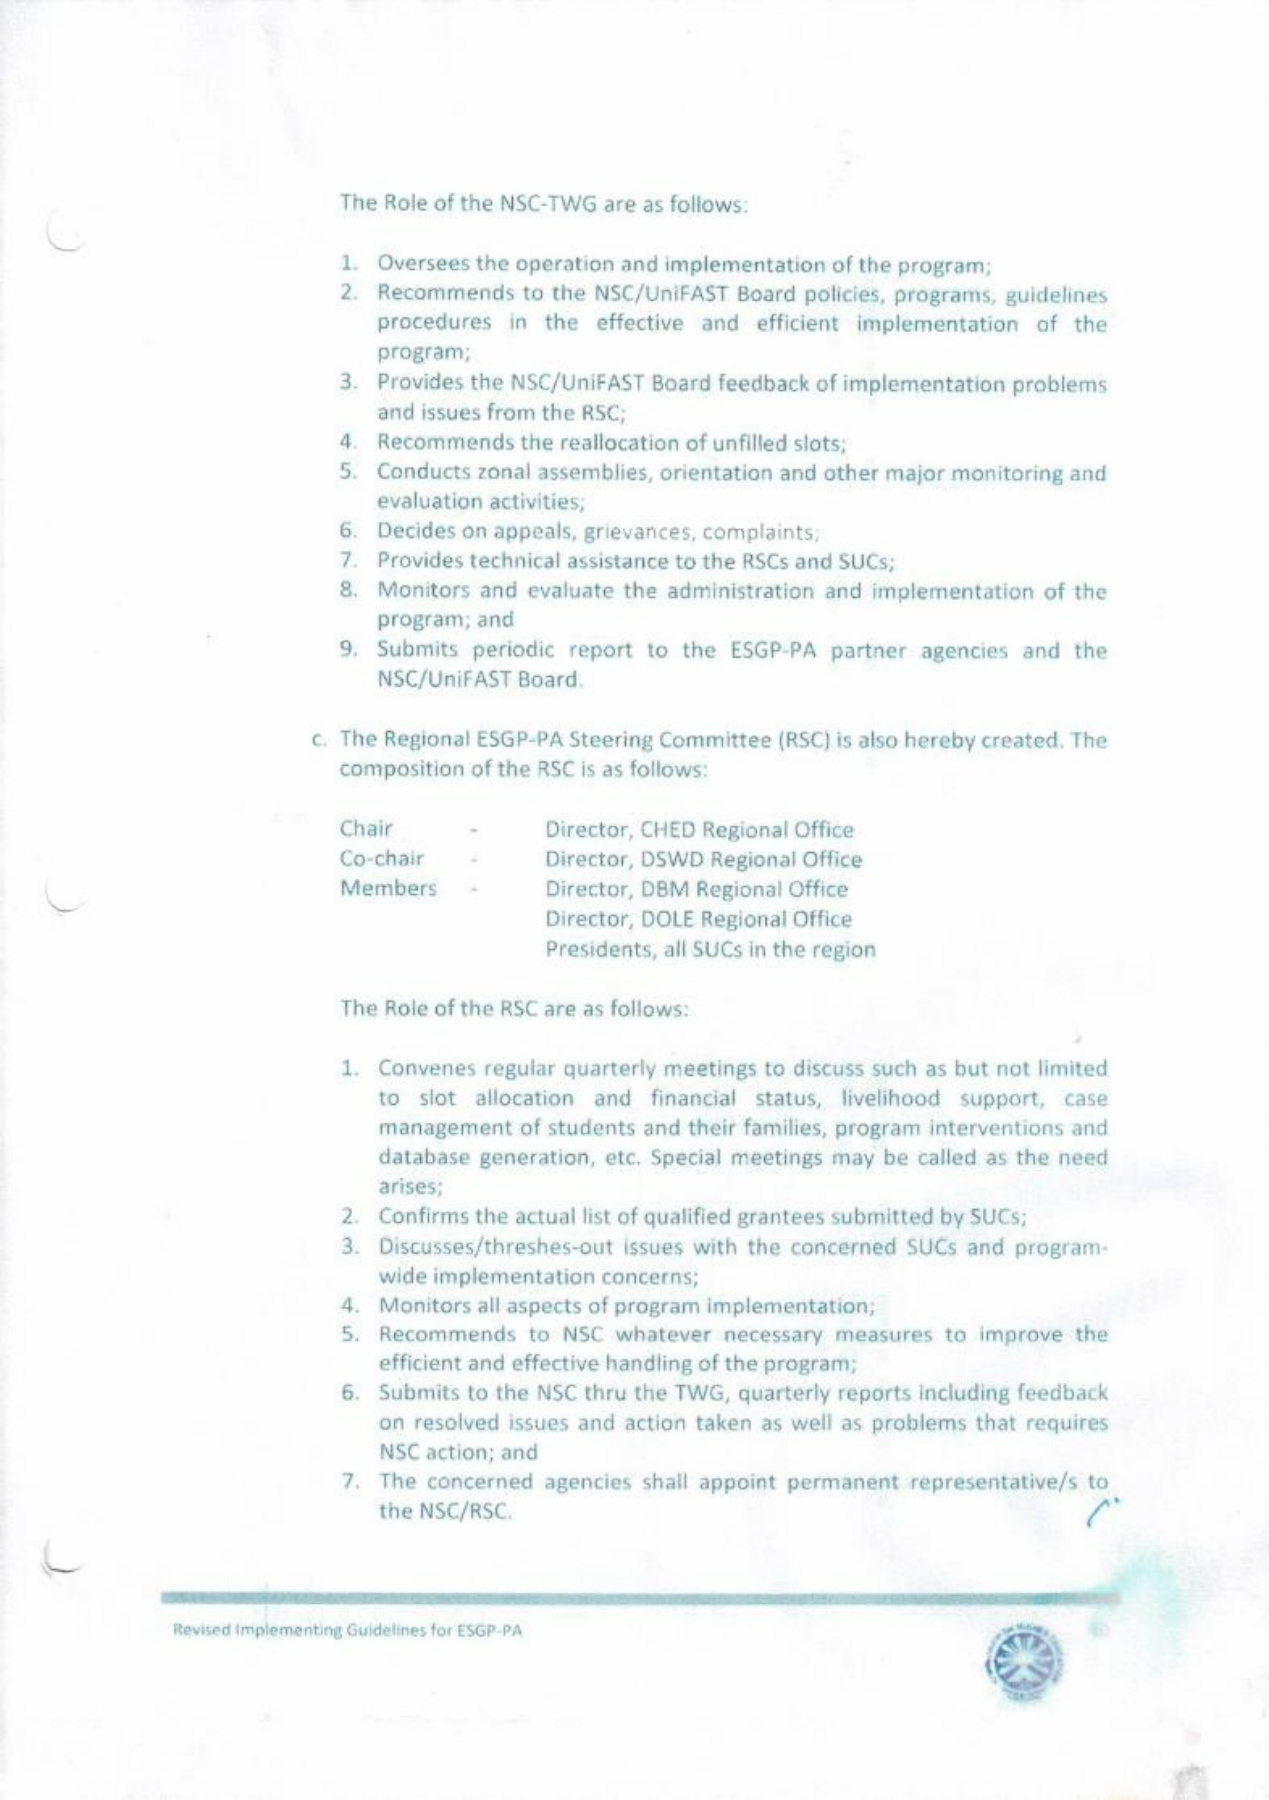 The Role of the NSC-TWG are as follows:
1. Oversees the operation and implementation of the program;
2. Recommends to the NSC/UniFAST Board policies, programs, guidelines
procedures in the effective and efficient implementation of the
program;
3. Provides the NSC/UniFAST Board feedback of implementation problems
and issues from the RSC;
4. Recommends the reallocation of unfilled slots;
5. Conducts zonal assemblies, orientation and other major monitoring and
evaluation activities;
6. Decides on appeals, grievances, complaints;
7. Provides technical assistance to the RSCs and SUCs;
8. Monitors and evaluate the administration and implementation of the
program; and
9. Submits periodic report to the ESGP-PA partner agencies and the
NSC/UniFAST Board.
c. The Regional ESGP-PA Steering Committee (RSC) is also hereby created. The
composition of the RSC is as follows:
Chair - Director, CHED Regional Office
Co-chair - Director, DSWD Regional Office
Members - Director, DBM Regional Office
Director, DOLE Regional Office
Presidents, all SUCs in the region
The Role of the RSC are as follows:
1. Convenes regular quarterly meetings to discuss such as but not limited
to slot allocation and financial status, livelihood support, case
management of students and their families, program interventions and
database generation, etc. Special meetings may be called as the need
arises;
2. Confirms the actual list of qualified grantees submitted by SUCs;
3. Discusses/threshes-out issues with the concerned SUCs and program-
wide implementation concerns;
4. Monitors all aspects of program implementation;
5. Recommends to NSC whatever necessary measures to improve the
efficient and effective handling of the program;
6. Submits to the NSC thru the TWG, quarterly reports including feedback
on resolved issues and action taken as well as problems that requires
NSC action; and
7. The concerned agencies shall appoint permanent representative/s to
the NSC/RSC.
Revised Implementing Guidelines for ESGP-PA